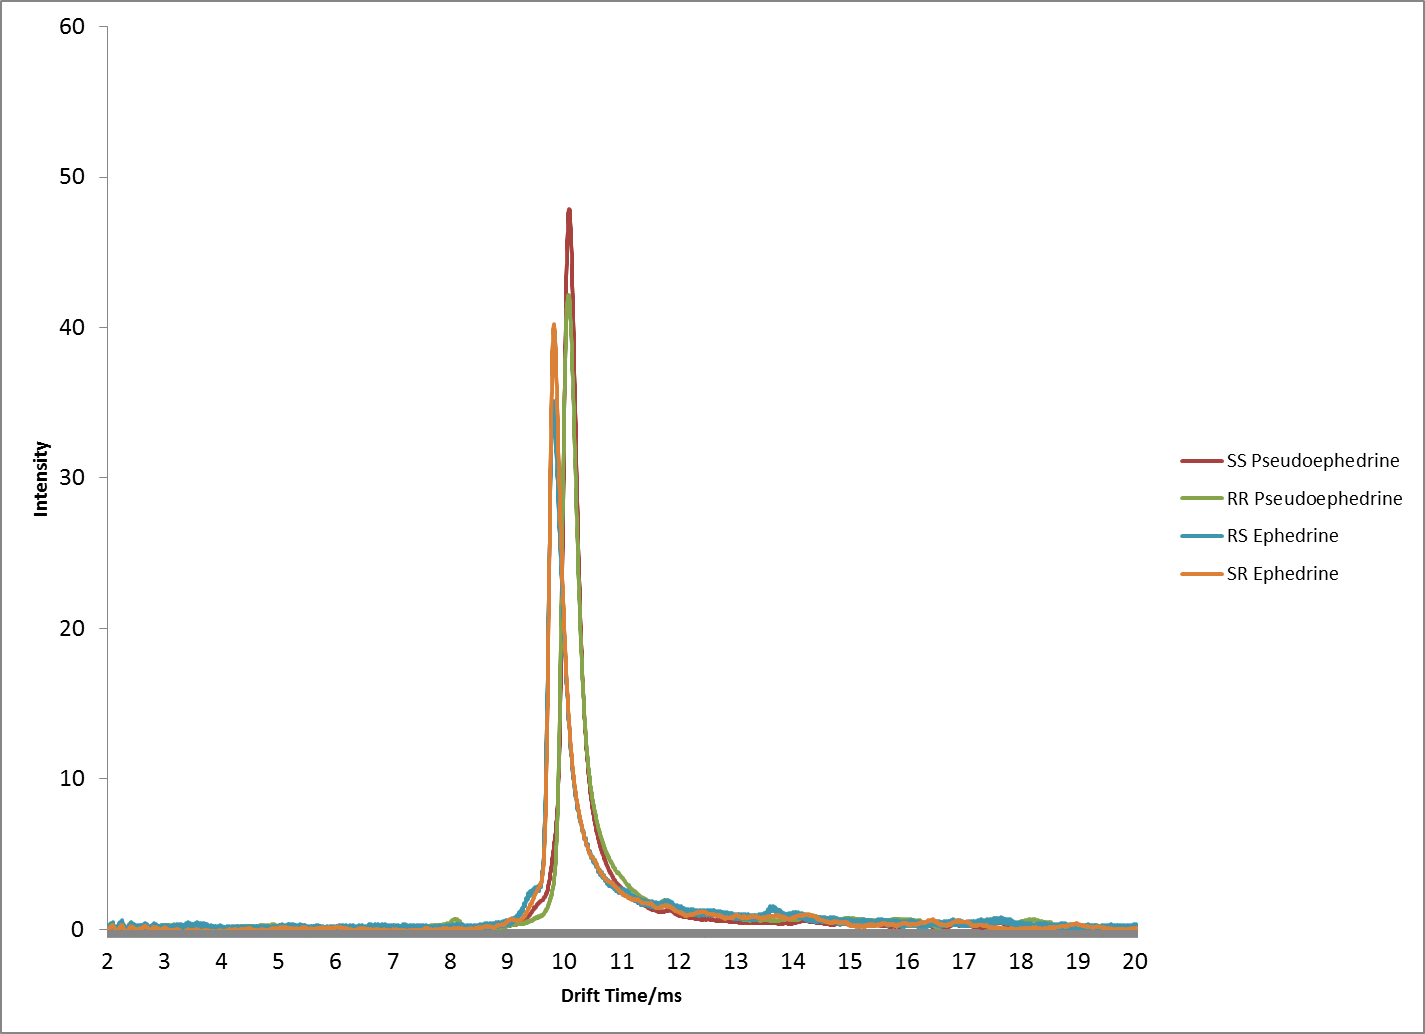 60
50
40
30
20
10
0
Intensity
2 3 4 5 6 7 8 9 10 11 12 13 14 15 16 17 18 19 20
Drift Time/ms
SS Pseudoephedrine
RR Pseudoephedrine
RS Ephedrine
SR Ephedrine